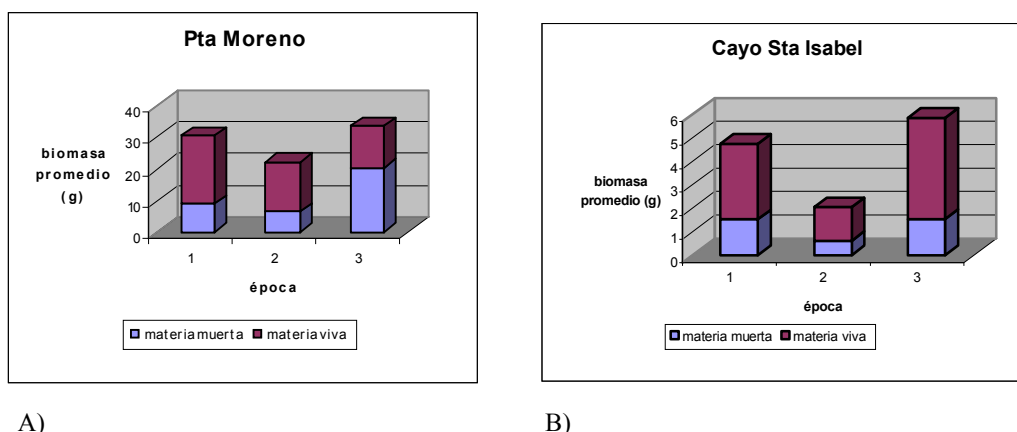 Pta Moreno
40
30
20
10
0
biomasa
promedio
(g)
1 2 3
época
materia muerta materia viva
A)
Cayo Sta Isabel
6
5
4
3
2
1
0
biomasa
promedio (g)
1 2 3
época
materia muerta materia viva
B)